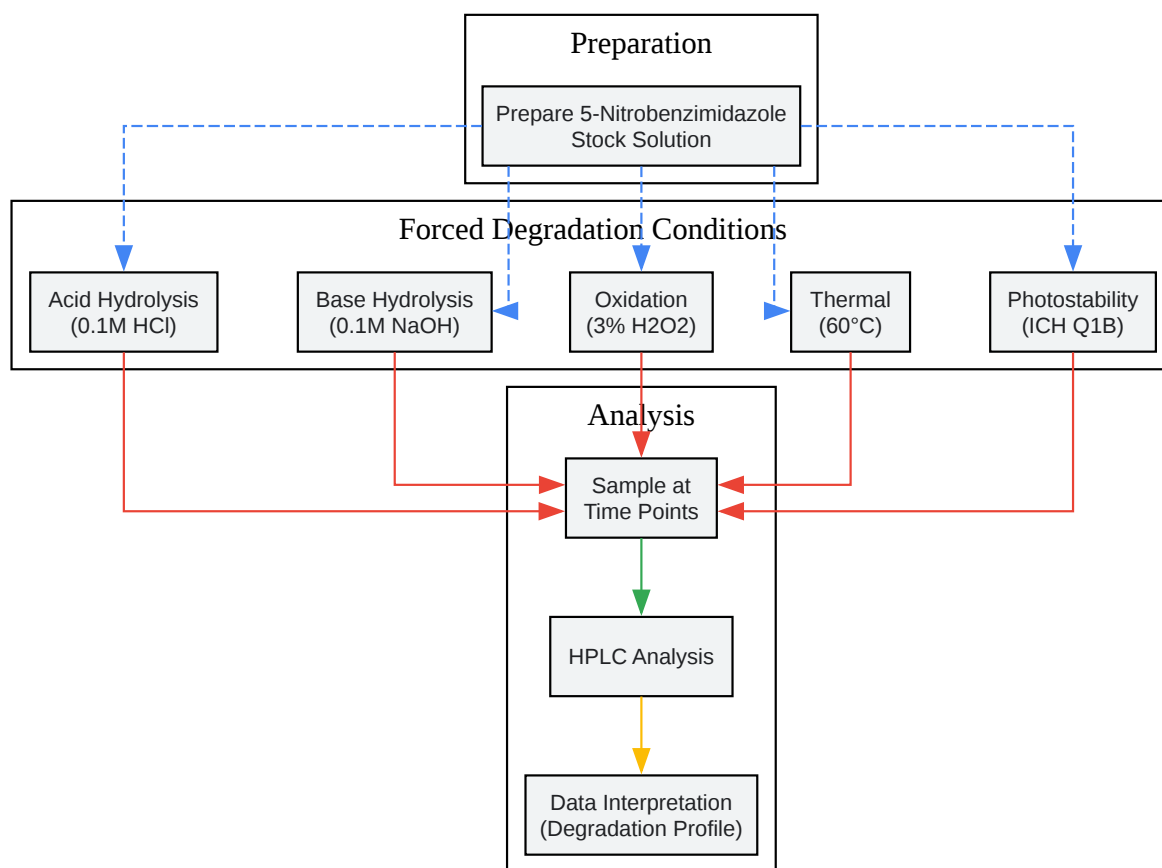 Preparation
Prepare 5-Nitrobenzimidazole
Stock Solution
Forced Degradation Conditions
Acid Hydrolysis
(0.1M HCl)
Base Hydrolysis
(0.1M NaOH)
Oxidation
(3% H2O2)
Thermal
(60°C)
Photostability
(ICH Q1B)
Analysis
Sample at
Time Points
HPLC Analysis
Data Interpretation
(Degradation Profile)